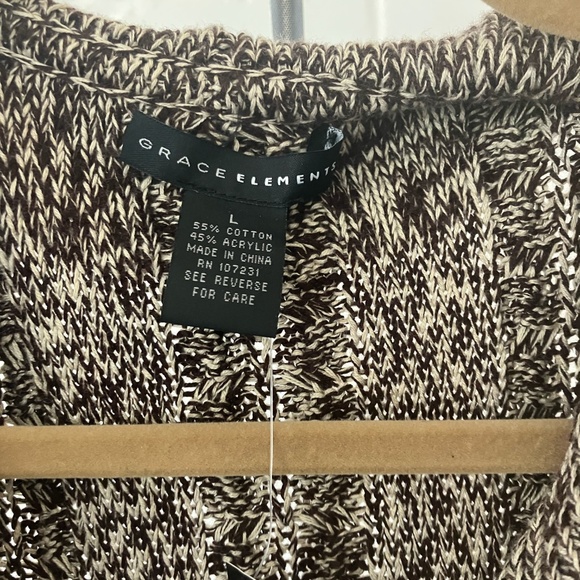 GRACE ELEMENTS
L
55% COTTON
45% ACRYLIC
MADE IN CHINA
RN 107231
SEE REVERSE
FOR CARE